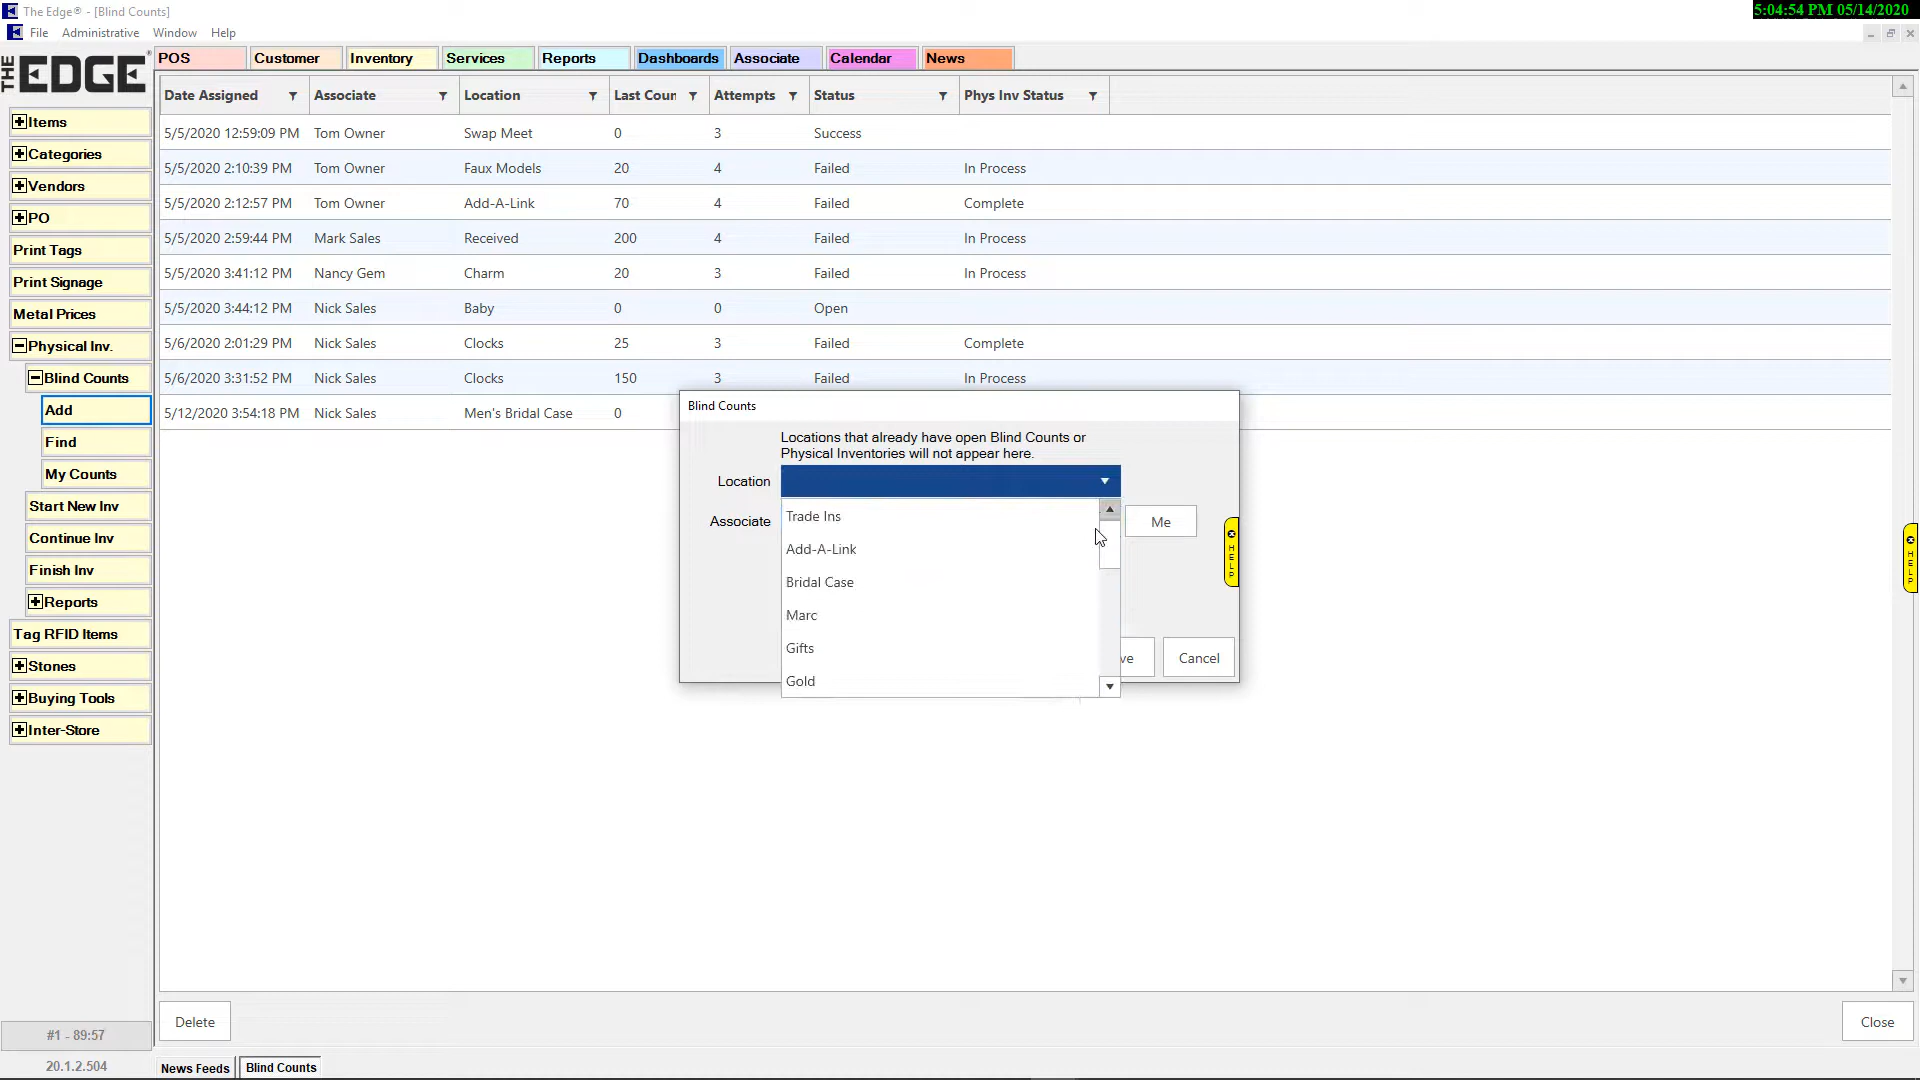 The Edge® - [Blind Counts]
5:04:54 PM 05/14/2020
File Administrative Window Help
THE EDGE®
POS Customer Inventory Services Reports Dashboards Associate Calendar News
Items
Categories
Vendors
PO
Print Tags
Print Signage
Metal Prices
Physical Inv.
Blind Counts
Add
Find
My Counts
Start New Inv
Continue Inv
Finish Inv
Reports
Tag RFID Items
Stones
Buying Tools
Inter-Store
#1 - 89:57
20.1.2.504
Date Assigned Associate Location Last Coun Attempts Status Phys Inv Status
5/5/2020 12:59:09 PM Tom Owner Swap Meet 0 3 Success
5/5/2020 2:10:39 PM Tom Owner Faux Models 20 4 Failed In Process
5/5/2020 2:12:57 PM Tom Owner Add-A-Link 70 4 Failed Complete
5/5/2020 2:59:44 PM Mark Sales Received 200 4 Failed In Process
5/5/2020 3:41:12 PM Nancy Gem Charm 20 3 Failed In Process
5/5/2020 3:44:12 PM Nick Sales Baby 0 0 Open
5/6/2020 2:01:29 PM Nick Sales Clocks 25 3 Failed Complete
5/6/2020 3:31:52 PM Nick Sales Clocks 150 3 Failed In Process
5/12/2020 3:54:18 PM Nick Sales Men's Bridal Case 0
Blind Counts
Locations that already have open Blind Counts or
Physical Inventories will not appear here.
Location
Associate
Me
Trade Ins
Add-A-Link
Bridal Case
Marc
Gifts
Gold
ve
Cancel
HELP
HELP
Delete
Close
News Feeds
Blind Counts